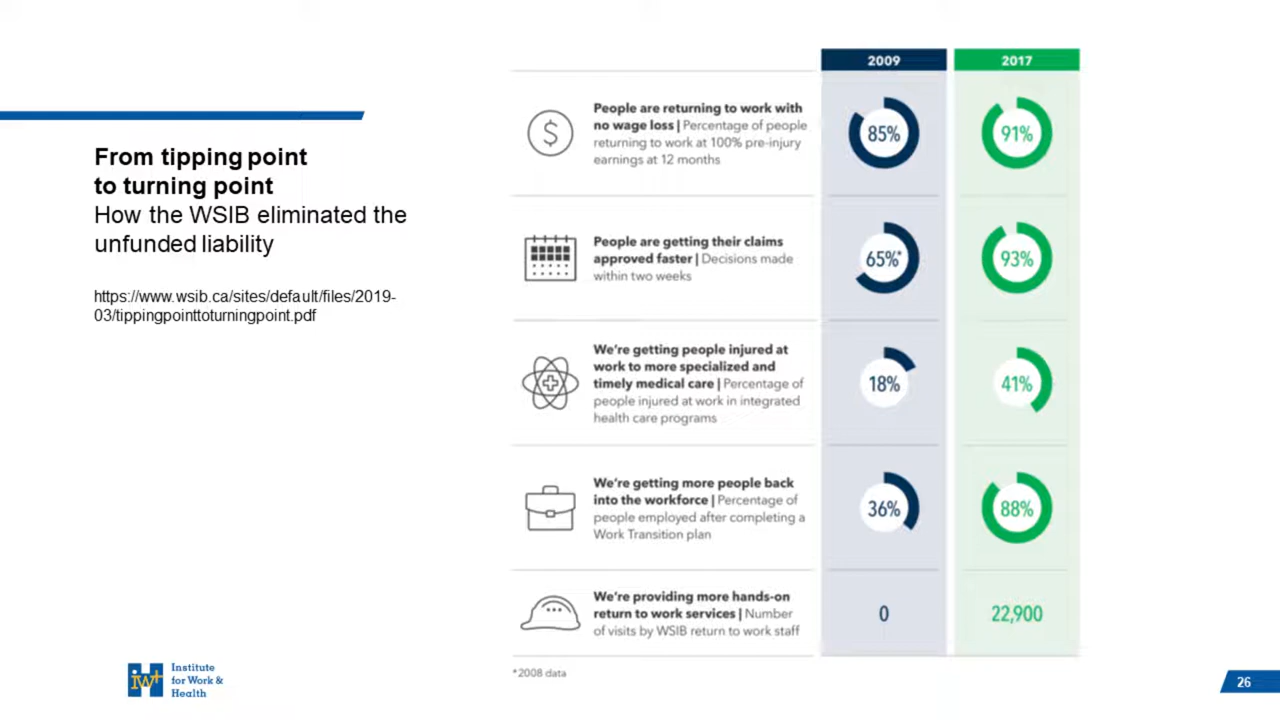 From tipping point
to turning point
How the WSIB eliminated the
unfunded liability
https://www.wsib.ca/sites/default/files/2019-
03/tippingpointtoturningpoint.pdf
2009
2017
People are returning to work with
no wage loss | Percentage of people
returning to work at 100% pre-injury
earnings at 12 months
85%
91%
People are getting their claims
approved faster | Decisions made
within two weeks
65%*
93%
We're getting people injured at
work to more specialized and
timely medical care | Percentage of
people injured at work in integrated
health care programs
18%
41%
We're getting more people back
into the workforce | Percentage of
people employed after completing a
Work Transition plan
36%
88%
We're providing more hands-on
return to work services | Number
of visits by WSIB return to work staff
0
22,900
*2008 data
iw+
Institute
for Work &
Health
26